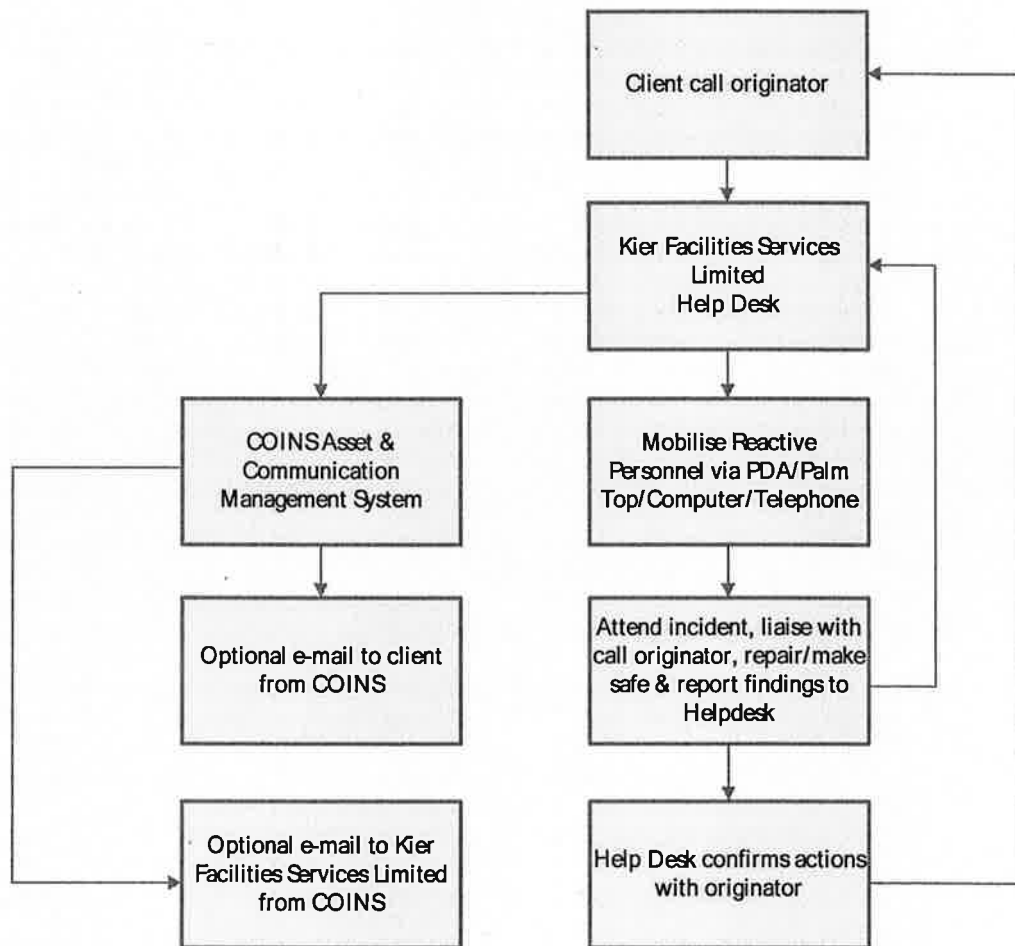 Client call originator
Kier Facilities Services
Limited
Help Desk
COINS Asset &
Communication
Management System
Mobilise Reactive
Personnel via PDA/Palm
Top/Computer/Telephone
Optional e-mail to client
from COINS
Attend incident, liaise with
call originator, repair/make
safe & report findings to
Helpdesk
Optional e-mail to Kier
Facilities Services Limited
from COINS
Help Desk confirms actions
with originator